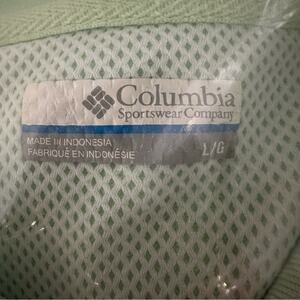 Columbia
Sportswear Company
MADE IN INDONESIA
FABRIQUÉ EN INDONÉSIE
L/G